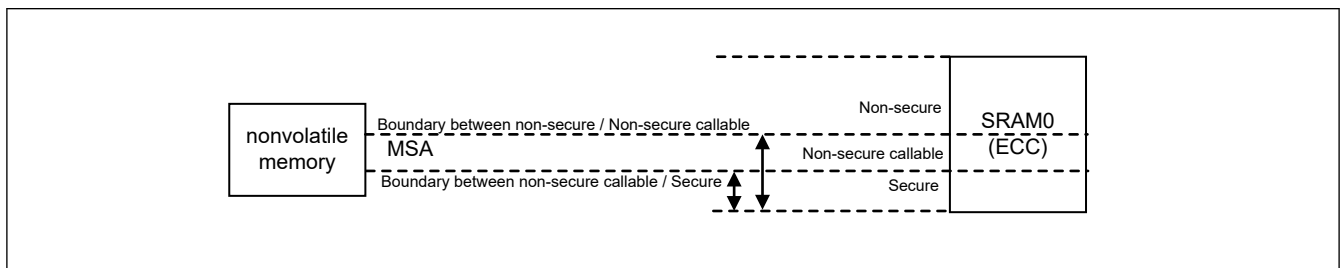 Non-secure
SRAM0
(ECC)
nonvolatile
memory
Boundary between non-secure / Non-secure callable
MSA
Non-secure callable
Boundary between non-secure callable / Secure
Secure